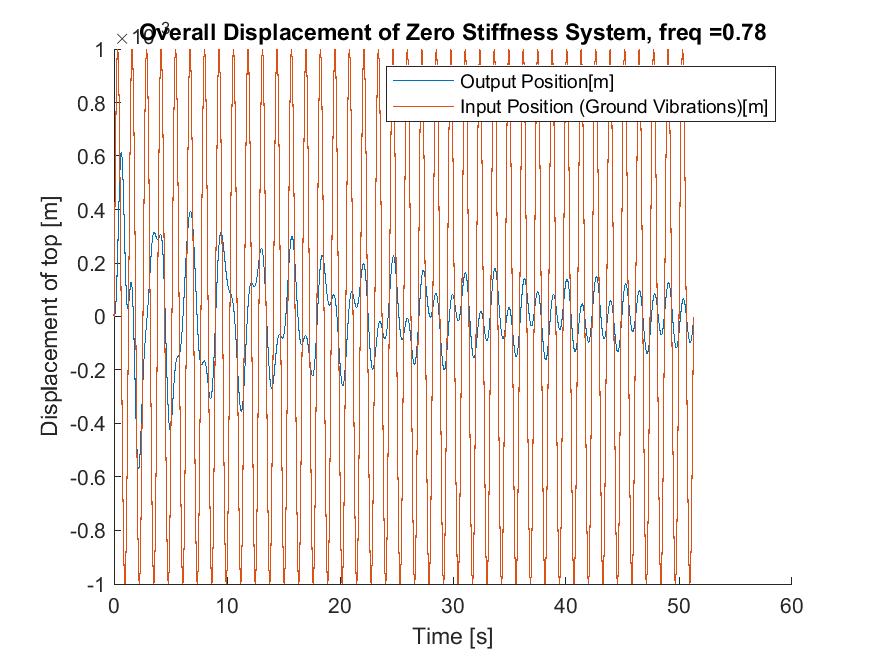 ×10-3
Overall Displacement of Zero Stiffness System, freq =0.78
Output Position[m]
Input Position (Ground Vibrations)[m]
Displacement of top [m]
1
0.8
0.6
0.4
0.2
0
-0.2
-0.4
-0.6
-0.8
-1
0 10 20 30 40 50 60
Time [s]